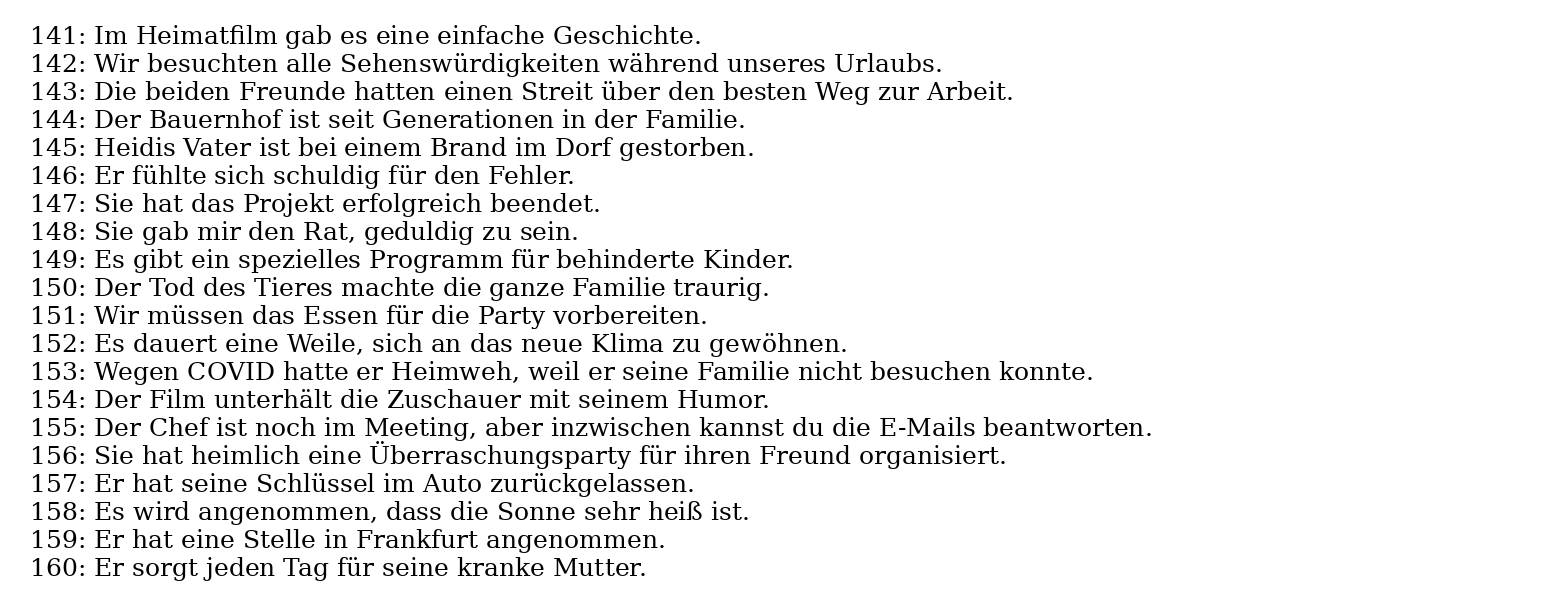 141: Im Heimatfilm gab es eine einfache Geschichte.
142: Wir besuchten alle Sehenswürdigkeiten während unseres Urlaubs.
143: Die beiden Freunde hatten einen Streit über den besten Weg zur Arbeit.
144: Der Bauernhof ist seit Generationen in der Familie.
145: Heidis Vater ist bei einem Brand im Dorf gestorben.
146: Er fühlte sich schuldig für den Fehler.
147: Sie hat das Projekt erfolgreich beendet.
148: Sie gab mir den Rat, geduldig zu sein.
149: Es gibt ein spezielles Programm für behinderte Kinder.
150: Der Tod des Tieres machte die ganze Familie traurig.
151: Wir müssen das Essen für die Party vorbereiten.
152: Es dauert eine Weile, sich an das neue Klima zu gewöhnen.
153: Wegen COVID hatte er Heimweh, weil er seine Familie nicht besuchen konnte.
154: Der Film unterhält die Zuschauer mit seinem Humor.
155: Der Chef ist noch im Meeting, aber inzwischen kannst du die E-Mails beantworten.
156: Sie hat heimlich eine Überraschungsparty für ihren Freund organisiert.
157: Er hat seine Schlüssel im Auto zurückgelassen.
158: Es wird angenommen, dass die Sonne sehr heiß ist.
159: Er hat eine Stelle in Frankfurt angenommen.
160: Er sorgt jeden Tag für seine kranke Mutter.